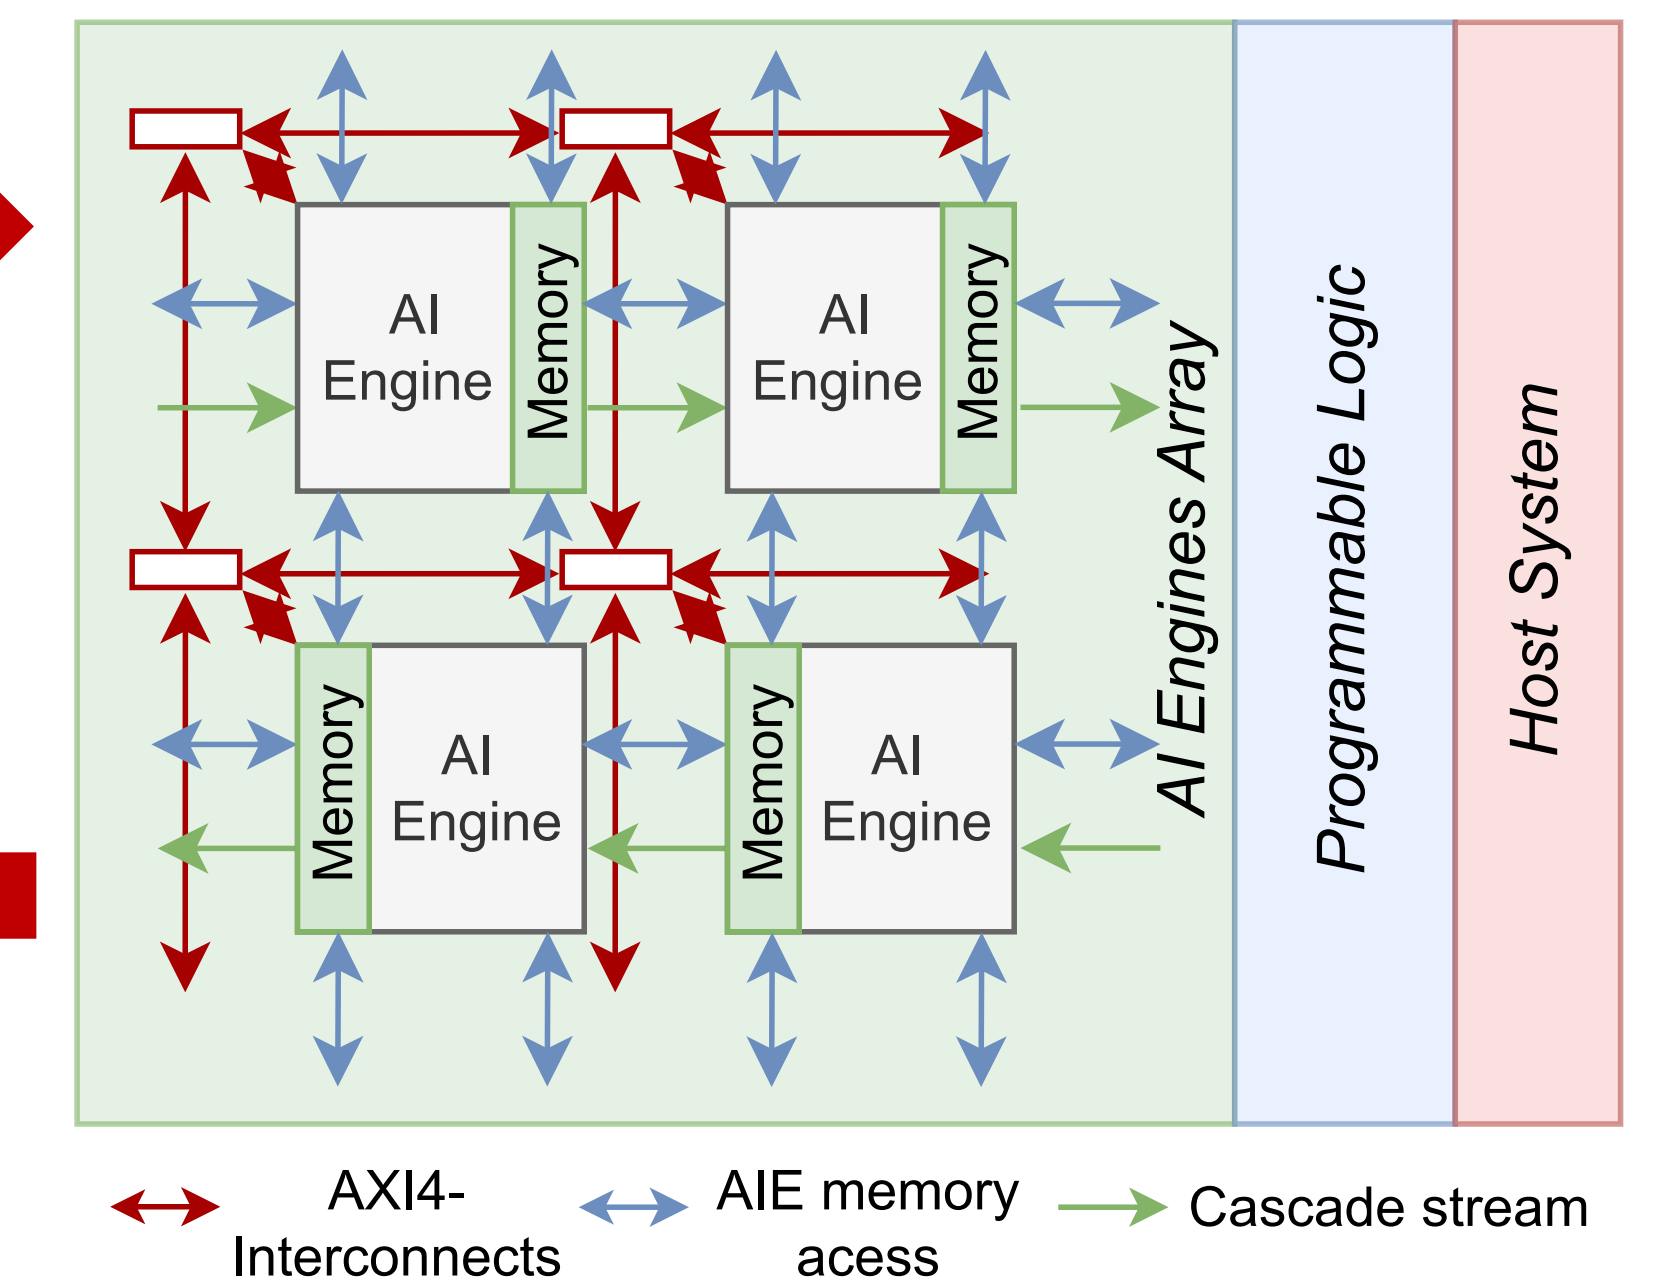 AI
Engine
Memory
AI
Engine
Memory
Memory
AI
Engine
Memory
AI
Engine
AI Engines Array
Programmable Logic
Host System
AXI4-
Interconnects
AIE memory
acess
Cascade stream